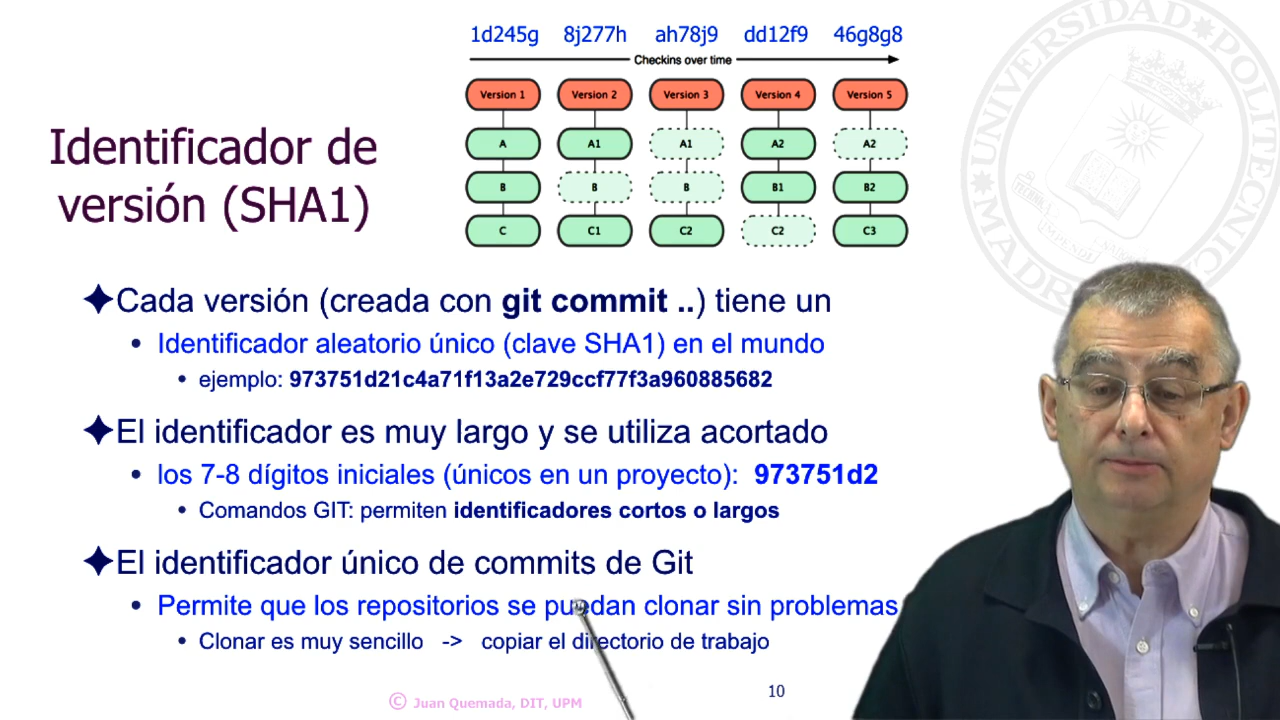 1d245g 8j277h ah78j9 dd12f9 46g8g8
Checkins over time
Version 1 Version 2 Version 3 Version 4 Version 5
A A1 A1 A2 A2
B B B B1 B2
C C1 C2 C2 C3
Identificador de
versión (SHA1)
Cada versión (creada con git commit ..) tiene un
• Identificador aleatorio único (clave SHA1) en el mundo
• ejemplo: 973751d21c4a71f13a2e729ccf77f3a960885682
El identificador es muy largo y se utiliza acortado
• los 7-8 dígitos iniciales (únicos en un proyecto): 973751d2
• Comandos GIT: permiten identificadores cortos o largos
El identificador único de commits de Git
• Permite que los repositorios se puedan clonar sin problemas
• Clonar es muy sencillo -> copiar el directorio de trabajo
© Juan Quemada, DIT, UPM
10
UNIVERSIDAD POLITECNICA
MADRID